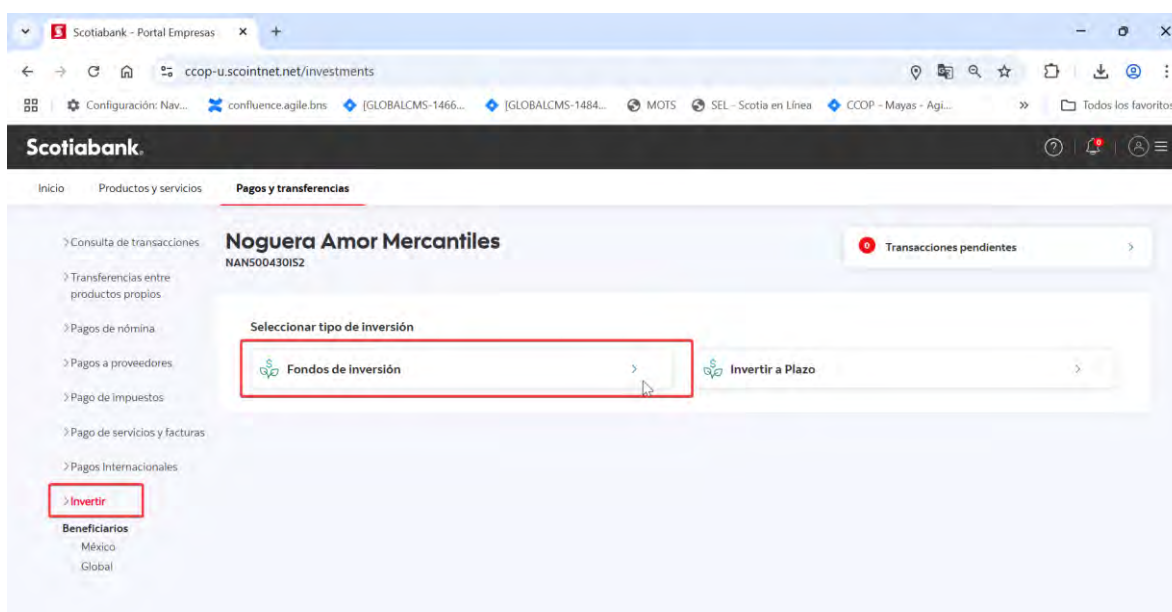 Scotiabank - Portal Empresas
ccop-u.scointnet.net/investments
Configuración: Nav...
confluence.agile.bns
[GLOBALCMS-1466...
[GLOBALCMS-1484...
MOTS
SEL - Scotia en Línea
CCOP - Mayas - Agi...
»
Todos los favoritos
Scotiabank
Inicio
Productos y servicios
Pagos y transferencias
Consulta de transacciones
Noguera Amor Mercantiles
NAN500430IS2
0 Transacciones pendientes
Transferencias entre
productos propios
Pagos de nómina
Seleccionar tipo de inversión
Pagos a proveedores
Fondos de inversión
Invertir a Plazo
Pago de impuestos
Pago de servicios y facturas
Pagos Internacionales
Invertir
Beneficiarios
México
Global